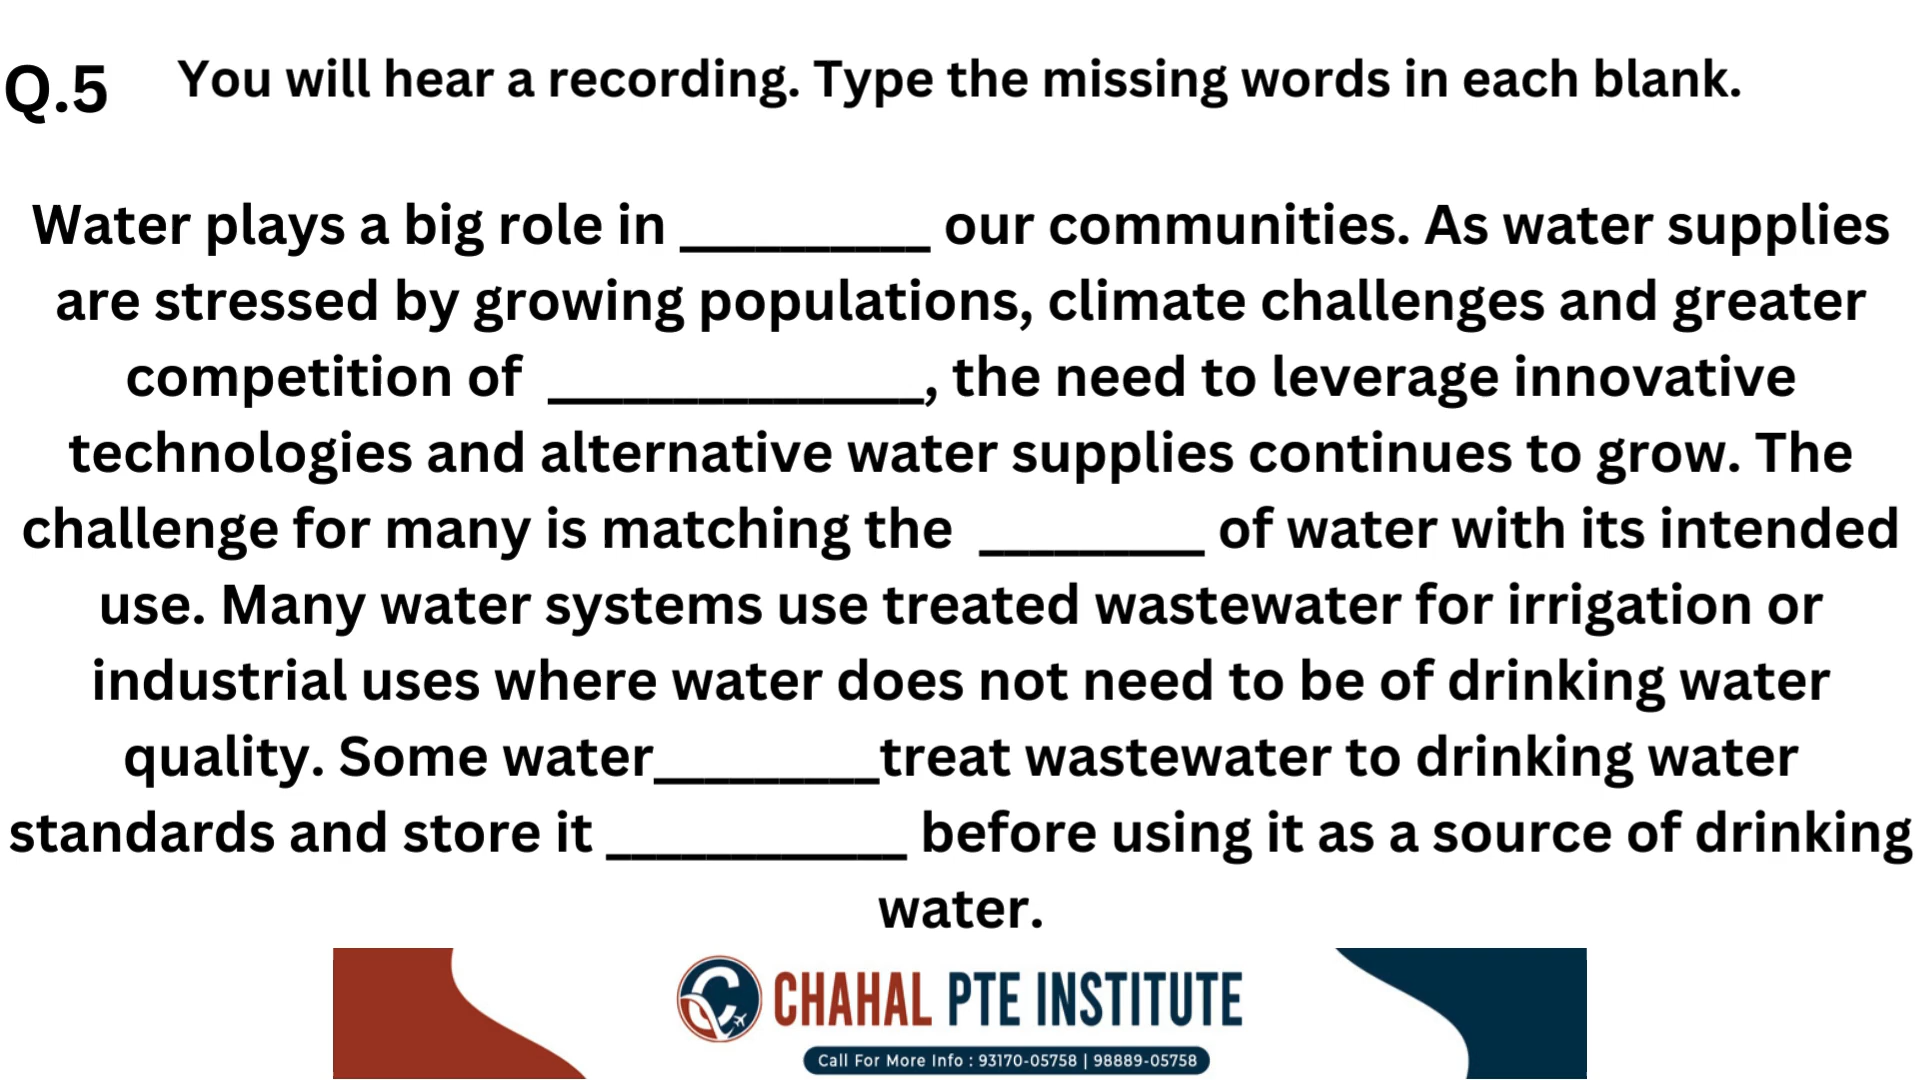 Q.5 You will hear a recording. Type the missing words in each blank.
Water plays a big role in __________ our communities. As water supplies
are stressed by growing populations, climate challenges and greater
competition of _______________, the need to leverage innovative
technologies and alternative water supplies continues to grow. The
challenge for many is matching the _________ of water with its intended
use. Many water systems use treated wastewater for irrigation or
industrial uses where water does not need to be of drinking water
quality. Some water_________treat wastewater to drinking water
standards and store it ____________ before using it as a source of drinking
water.
CHAHAL PTE INSTITUTE
Call For More Info : 93170-05758 | 98889-05758